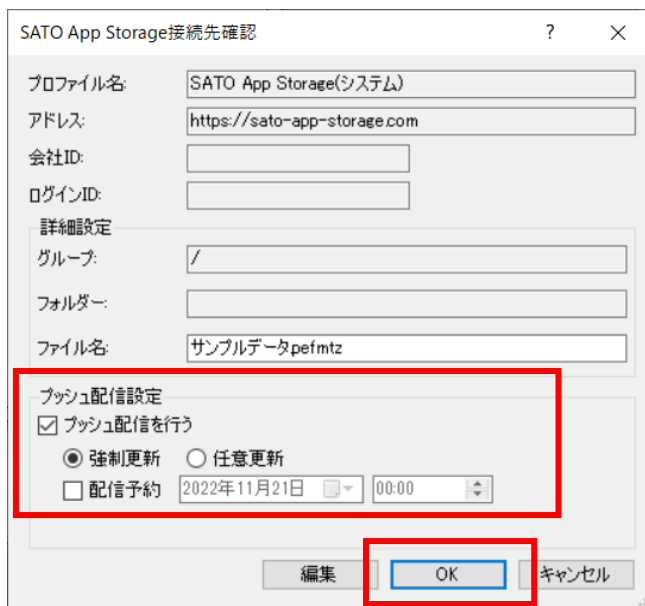 SATO App Storage接続先確認 ? ×
プロファイル名: SATO App Storage(システム)
アドレス: https://sato-app-storage.com
会社ID:
ログインID:
詳細設定
グループ: /
フォルダー:
ファイル名: サンプルデータ.pefmtz
プッシュ配信設定
プッシュ配信を行う
強制更新 任意更新
配信予約 2022年11月21日 00:00
編集 OK キャンセル